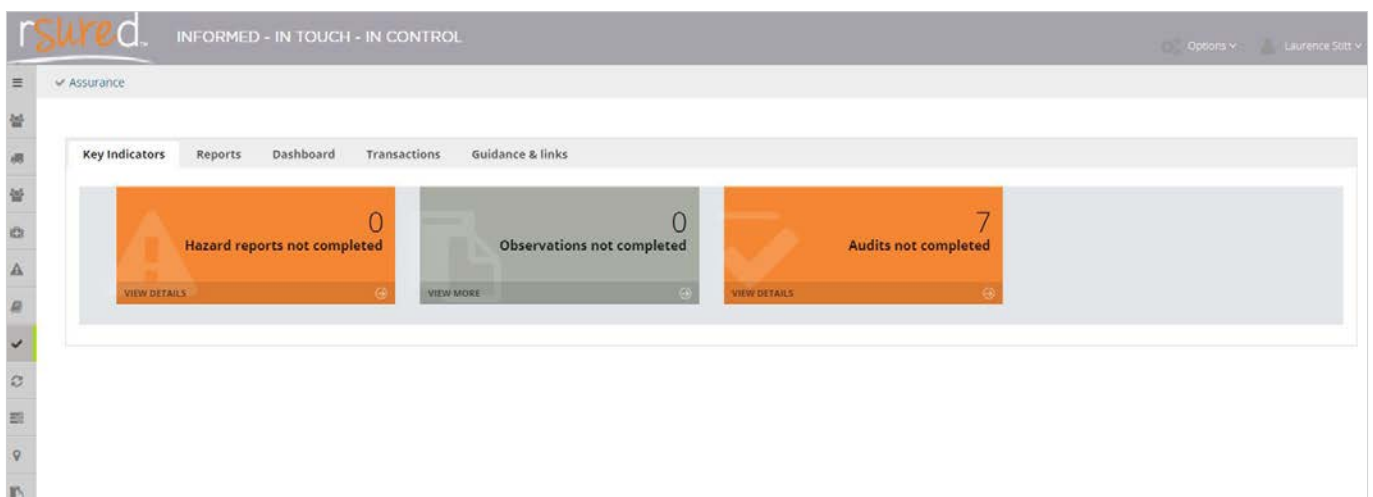 rsured™ INFORMED - IN TOUCH - IN CONTROL
Options Laurence Stitt
Assurance
Key Indicators Reports Dashboard Transactions Guidance & links
0 0 7
Hazard reports not completed Observations not completed Audits not completed
VIEW DETAILS VIEW MORE VIEW DETAILS